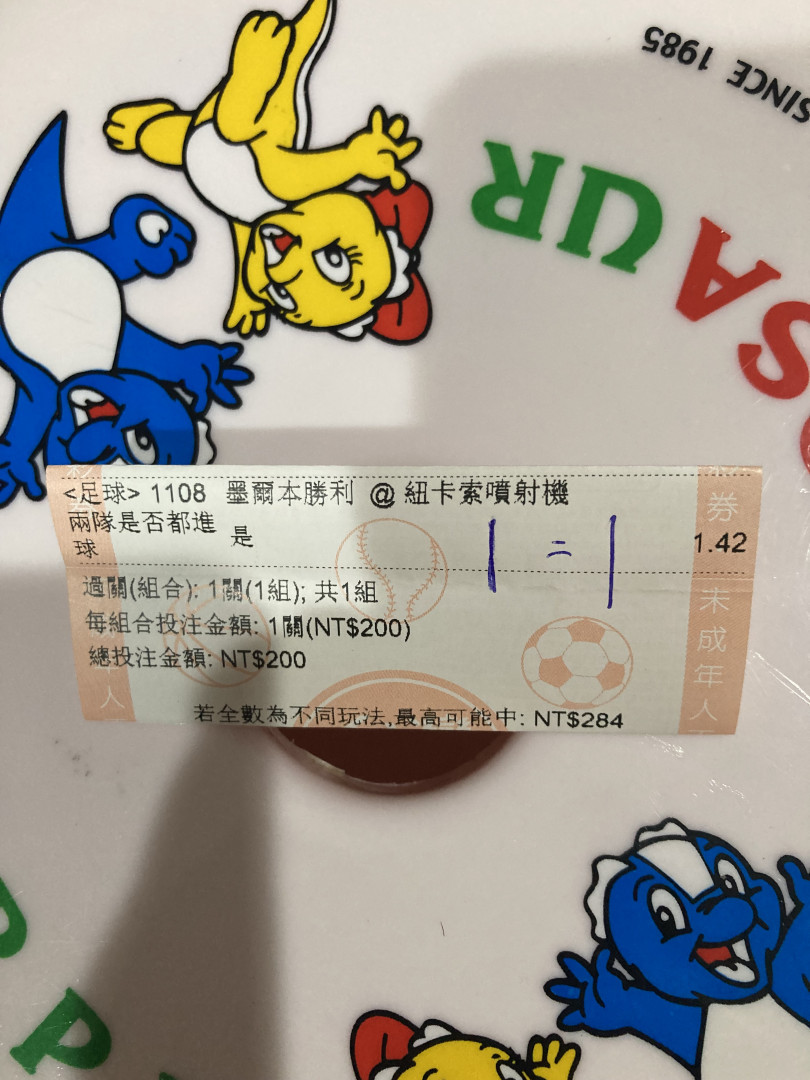 SINCE 1985
SAUR
券
<足球> 1108 墨爾本勝利 @ 紐卡索噴射機
兩隊是否都進球 是 1.42
過關(組合): 1關(1組); 共1組
每組合投注金額: 1關(NT$200)
總投注金額: NT$200
若全數為不同玩法,最高可能中: NT$284
未成年人
人
P